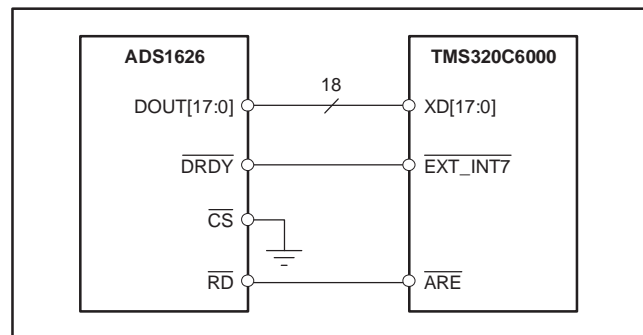 ADS1626 TMS320C6000
18
DOUT[17:0] XD[17:0]
DRDY EXT_INT7
CS
RD ARE